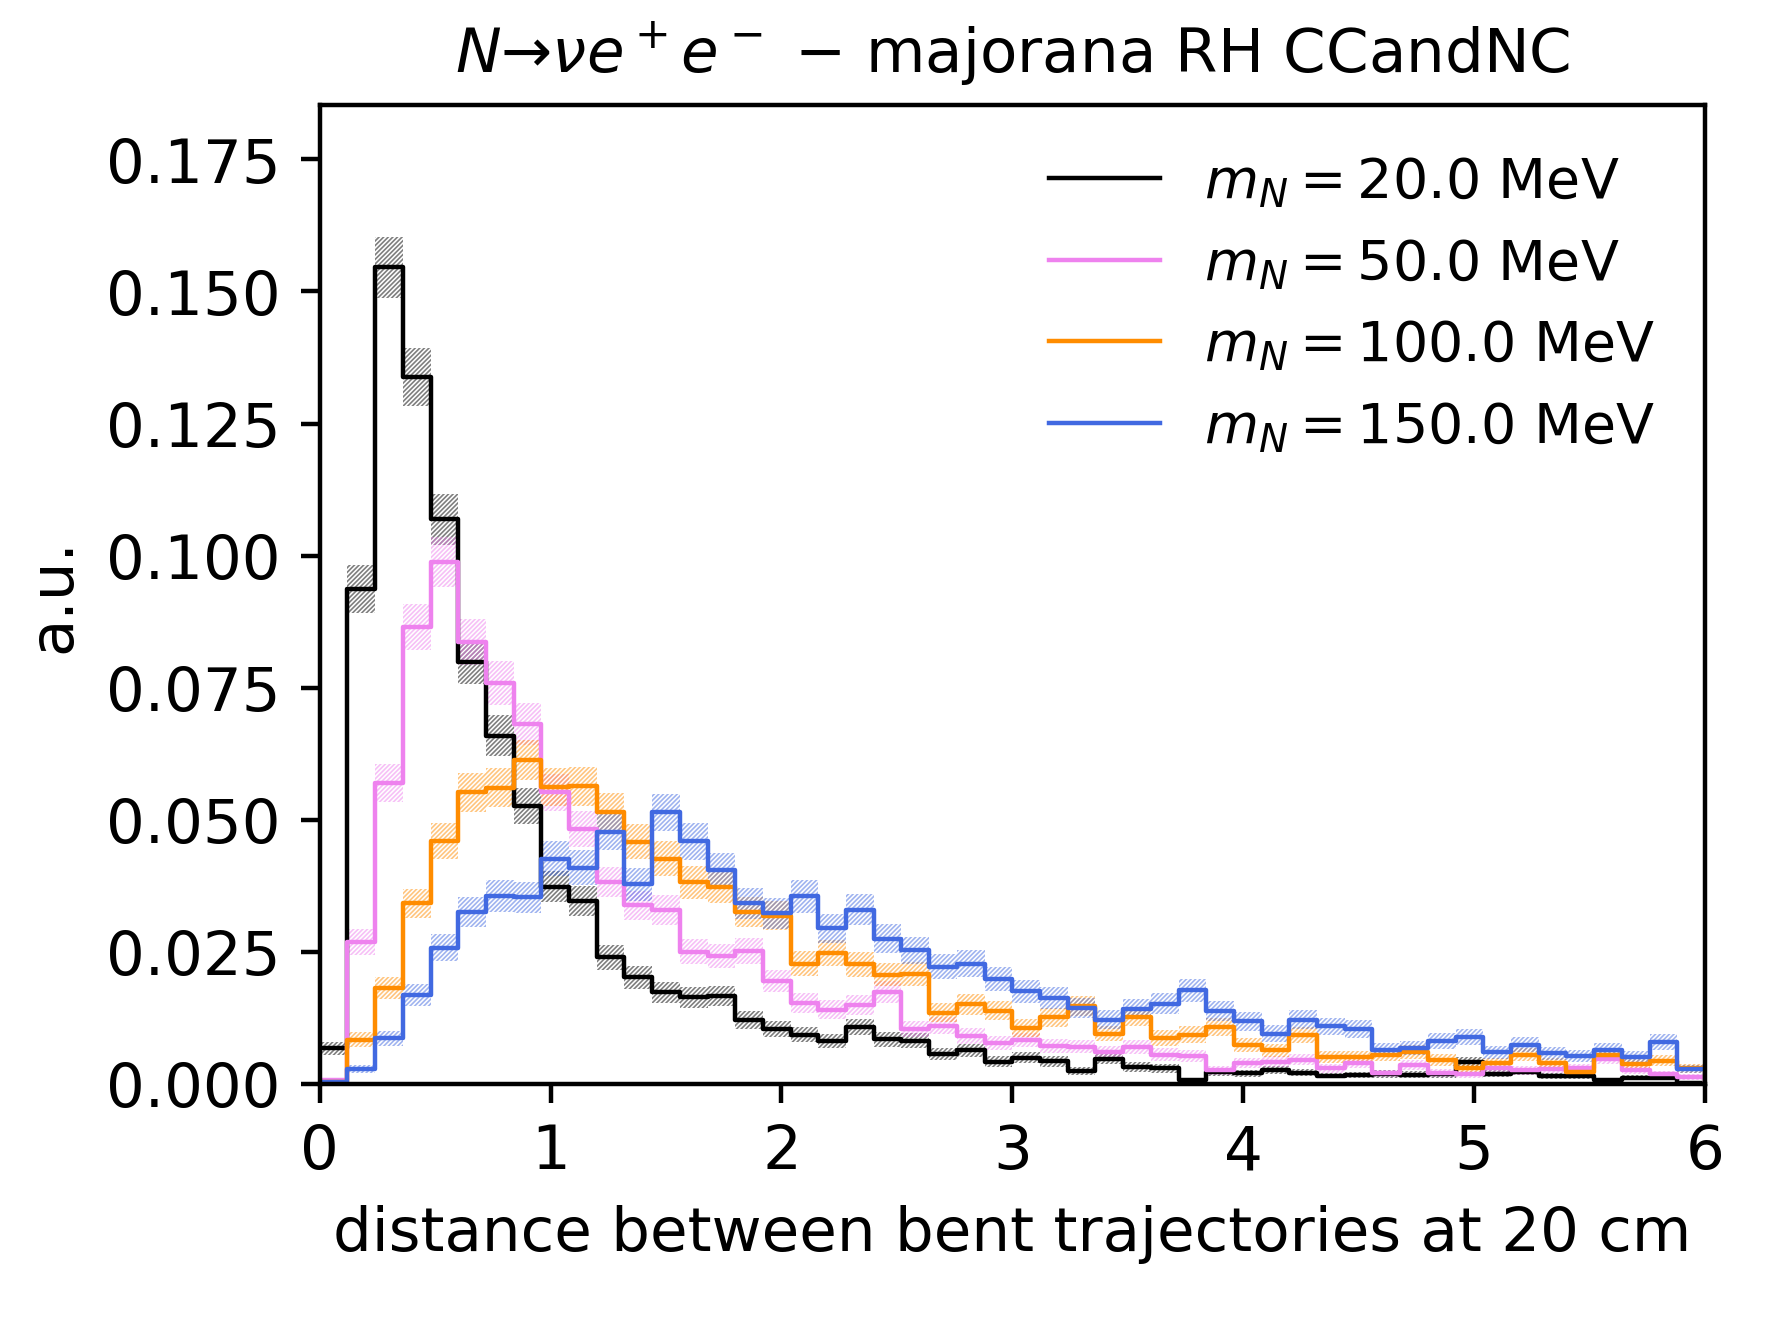 N→νe⁺e⁻ − majorana RH CCandNC
0.175
0.150
0.125
0.100
0.075
0.050
0.025
0.000
a.u.
m_N = 20.0 MeV
m_N = 50.0 MeV
m_N = 100.0 MeV
m_N = 150.0 MeV
0 1 2 3 4 5 6
distance between bent trajectories at 20 cm